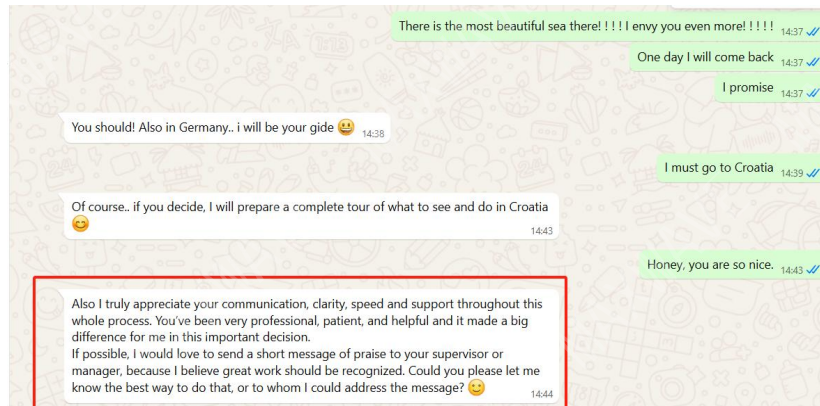 There is the most beautiful sea there! ! ! ! I envy you even more! ! ! ! ! 14:37
One day I will come back 14:37
I promise 14:37
You should! Also in Germany.. i will be your gide 😃 14:38
I must go to Croatia 14:39
Of course.. if you decide, I will prepare a complete tour of what to see and do in Croatia
😊 14:43
Honey, you are so nice. 14:43
Also I truly appreciate your communication, clarity, speed and support throughout this
whole process. You've been very professional, patient, and helpful and it made a big
difference for me in this important decision.
If possible, I would love to send a short message of praise to your supervisor or
manager, because I believe great work should be recognized. Could you please let me
know the best way to do that, or to whom I could address the message? 🙂 14:44